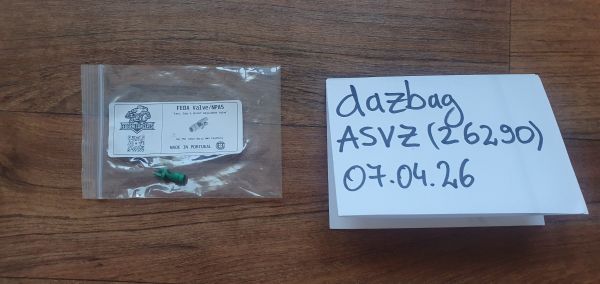 FEDA Valve/NPAS
MADE IN PORTUGAL
dazbag
ASVZ (26290)
07.04.26